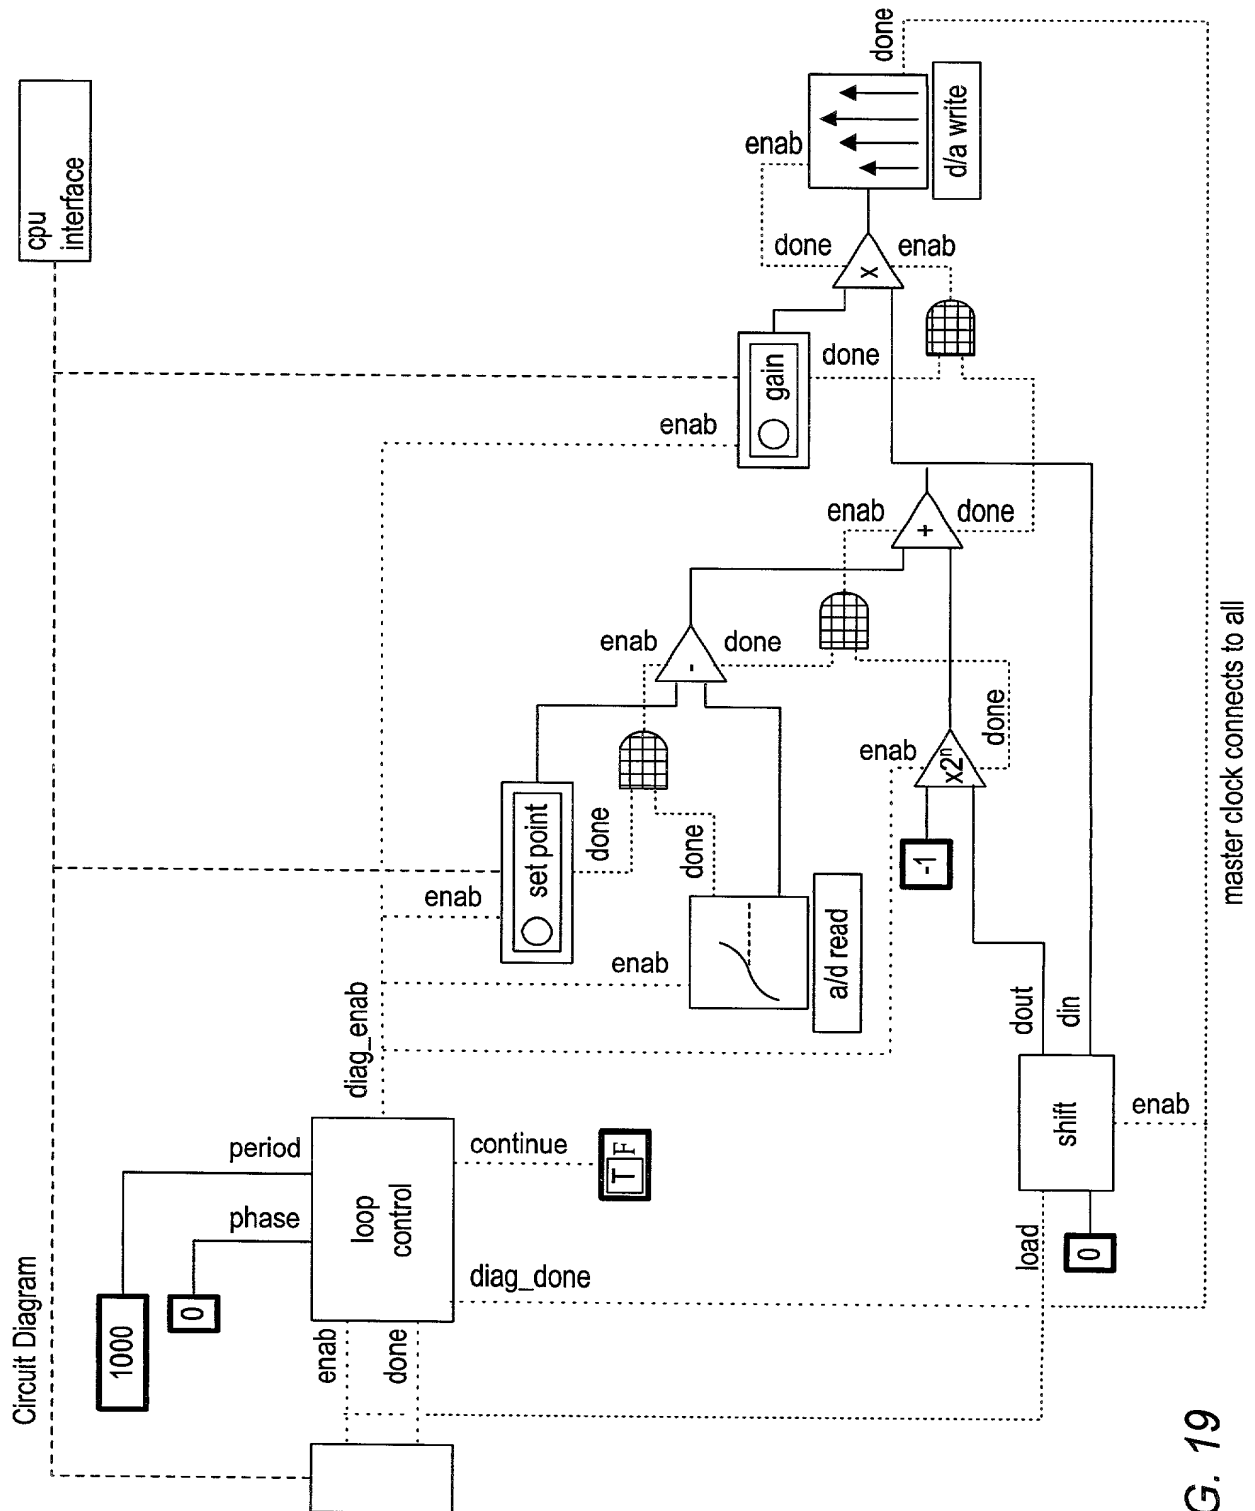 Circuit Diagram
cpu
interface
1000
0
period
phase
loop
control
enab
done
diag_enab
continue
T F
diag_done
enab
set point
done
enab
a/d read
done
enab
-
done
enab
x2ⁿ
done
-1
shift
dout
din
load
enab
0
enab
+
done
enab
gain
done
done
x
enab
enab
d/a write
done
master clock connects to all
G. 19